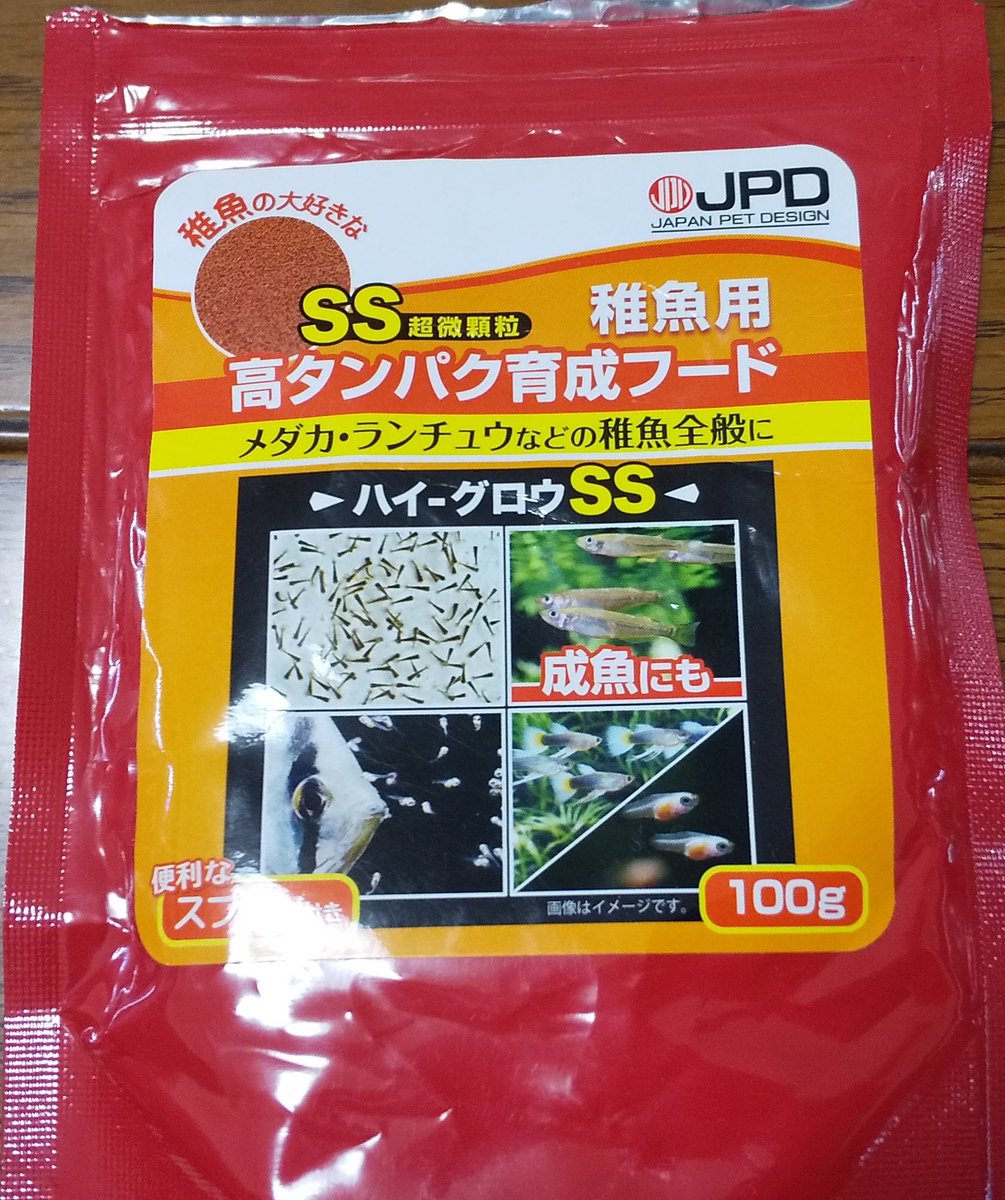 JPD
JAPAN PET DESIGN
稚魚の大好きな
SS超微顆粒
稚魚用
高タンパク育成フード
メダカ・ランチュウなどの稚魚全般に
ハイ-グロウSS
成魚にも
便利な
画像はイメージです。
100g